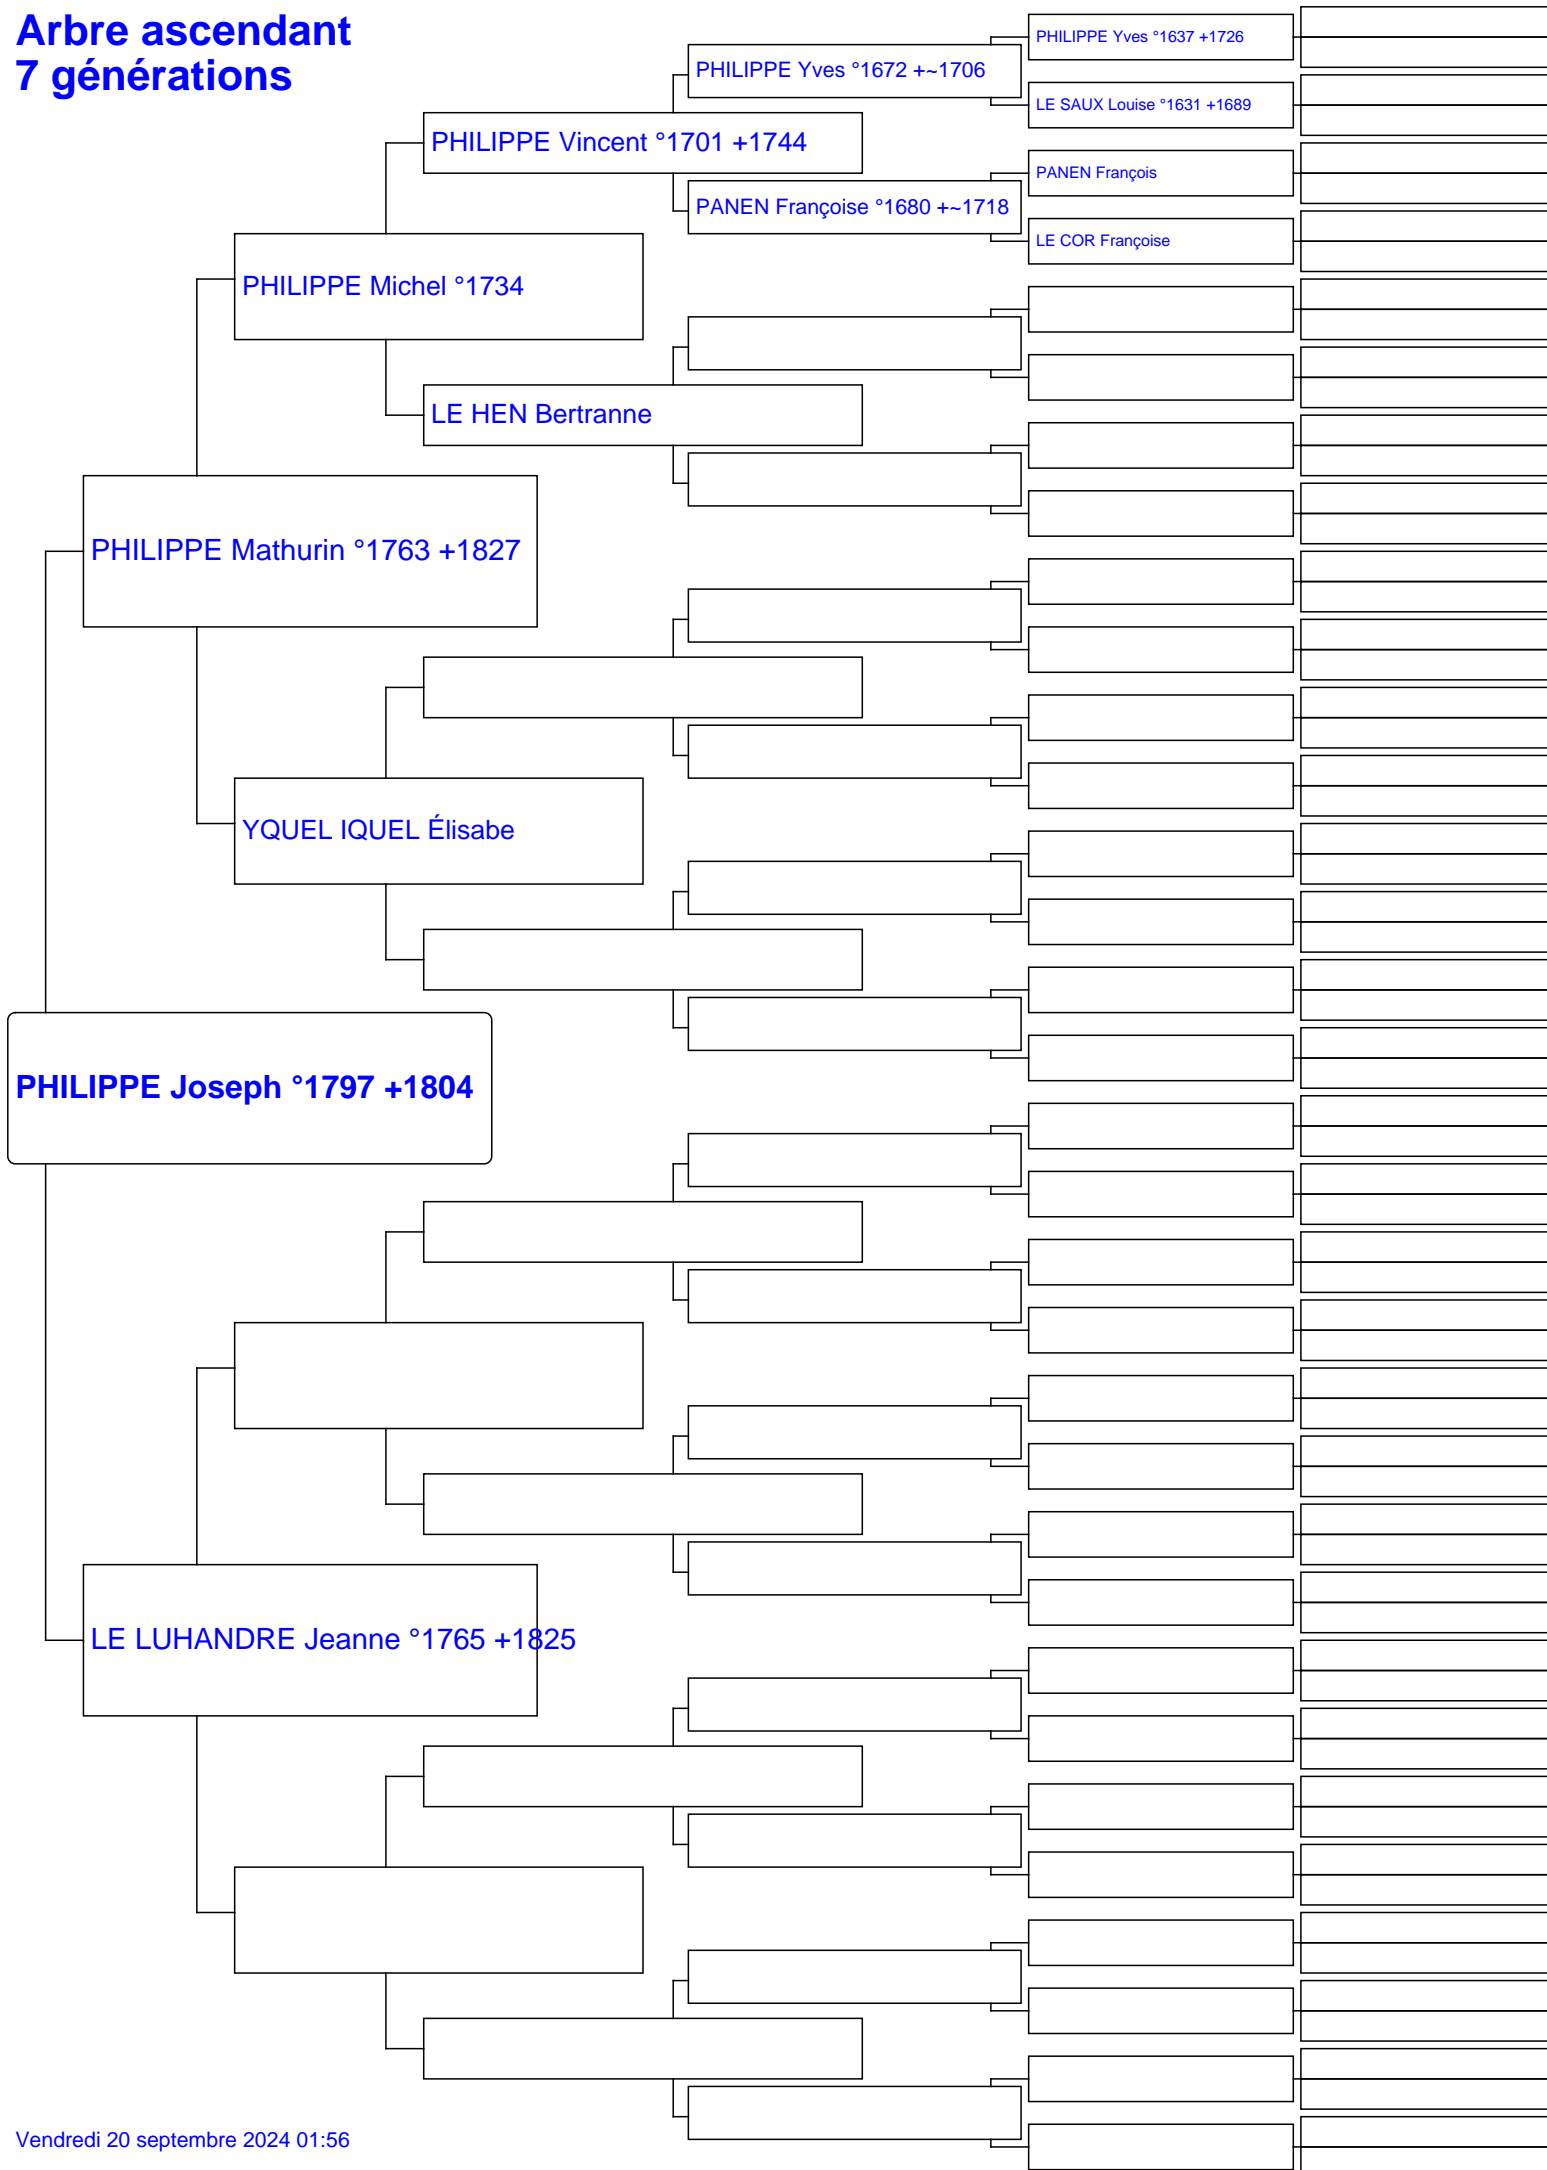 Arbre ascendant
7 générations
PHILIPPE Yves °1637 +1726
PHILIPPE Yves °1672 +~1706
LE SAUX Louise °1631 +1689
PHILIPPE Vincent °1701 +1744
PANEN François
PANEN Françoise °1680 +~1718
LE COR Françoise
PHILIPPE Michel °1734
LE HEN Bertranne
PHILIPPE Mathurin °1763 +1827
YQUEL IQUEL Élisabe
PHILIPPE Joseph °1797 +1804
LE LUHANDRE Jeanne °1765 +1825
Vendredi 20 septembre 2024 01:56